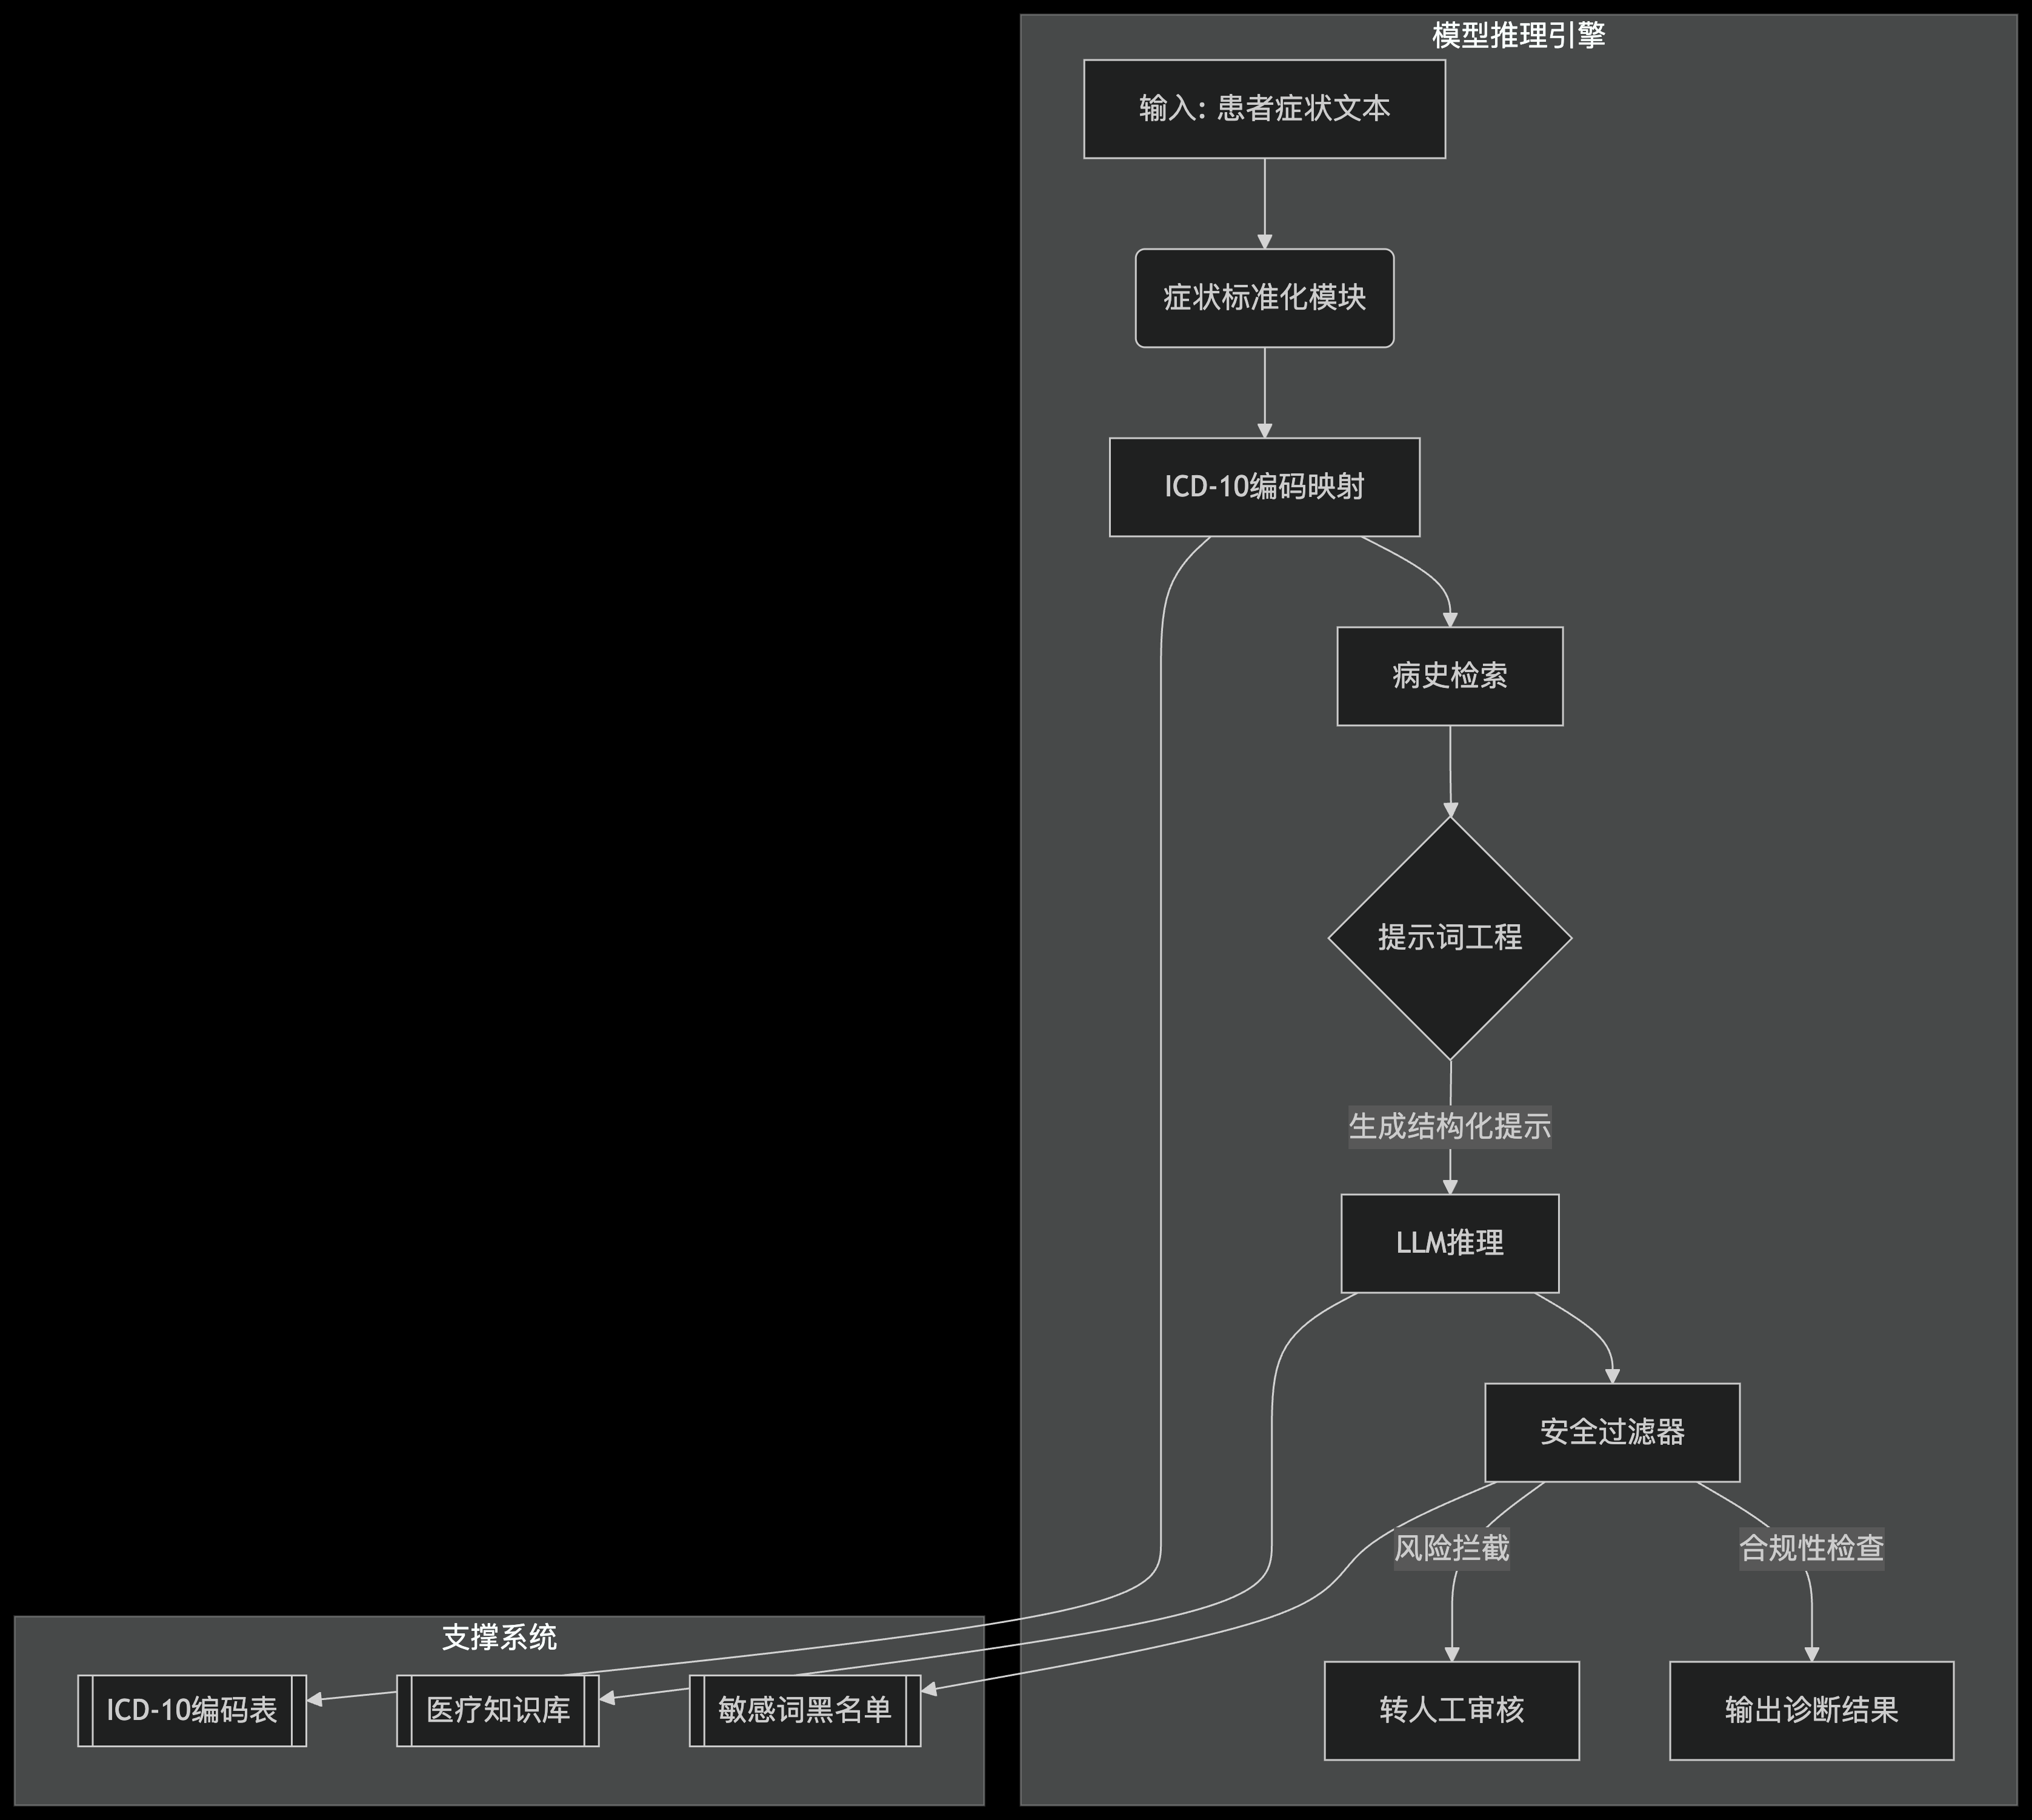 模型推理引擎
输入: 患者症状文本
症状标准化模块
ICD-10编码映射
病史检索
提示词工程
生成结构化提示
LLM推理
安全过滤器
风险拦截
合规性检查
转人工审核
输出诊断结果
支撑系统
ICD-10编码表
医疗知识库
敏感词黑名单